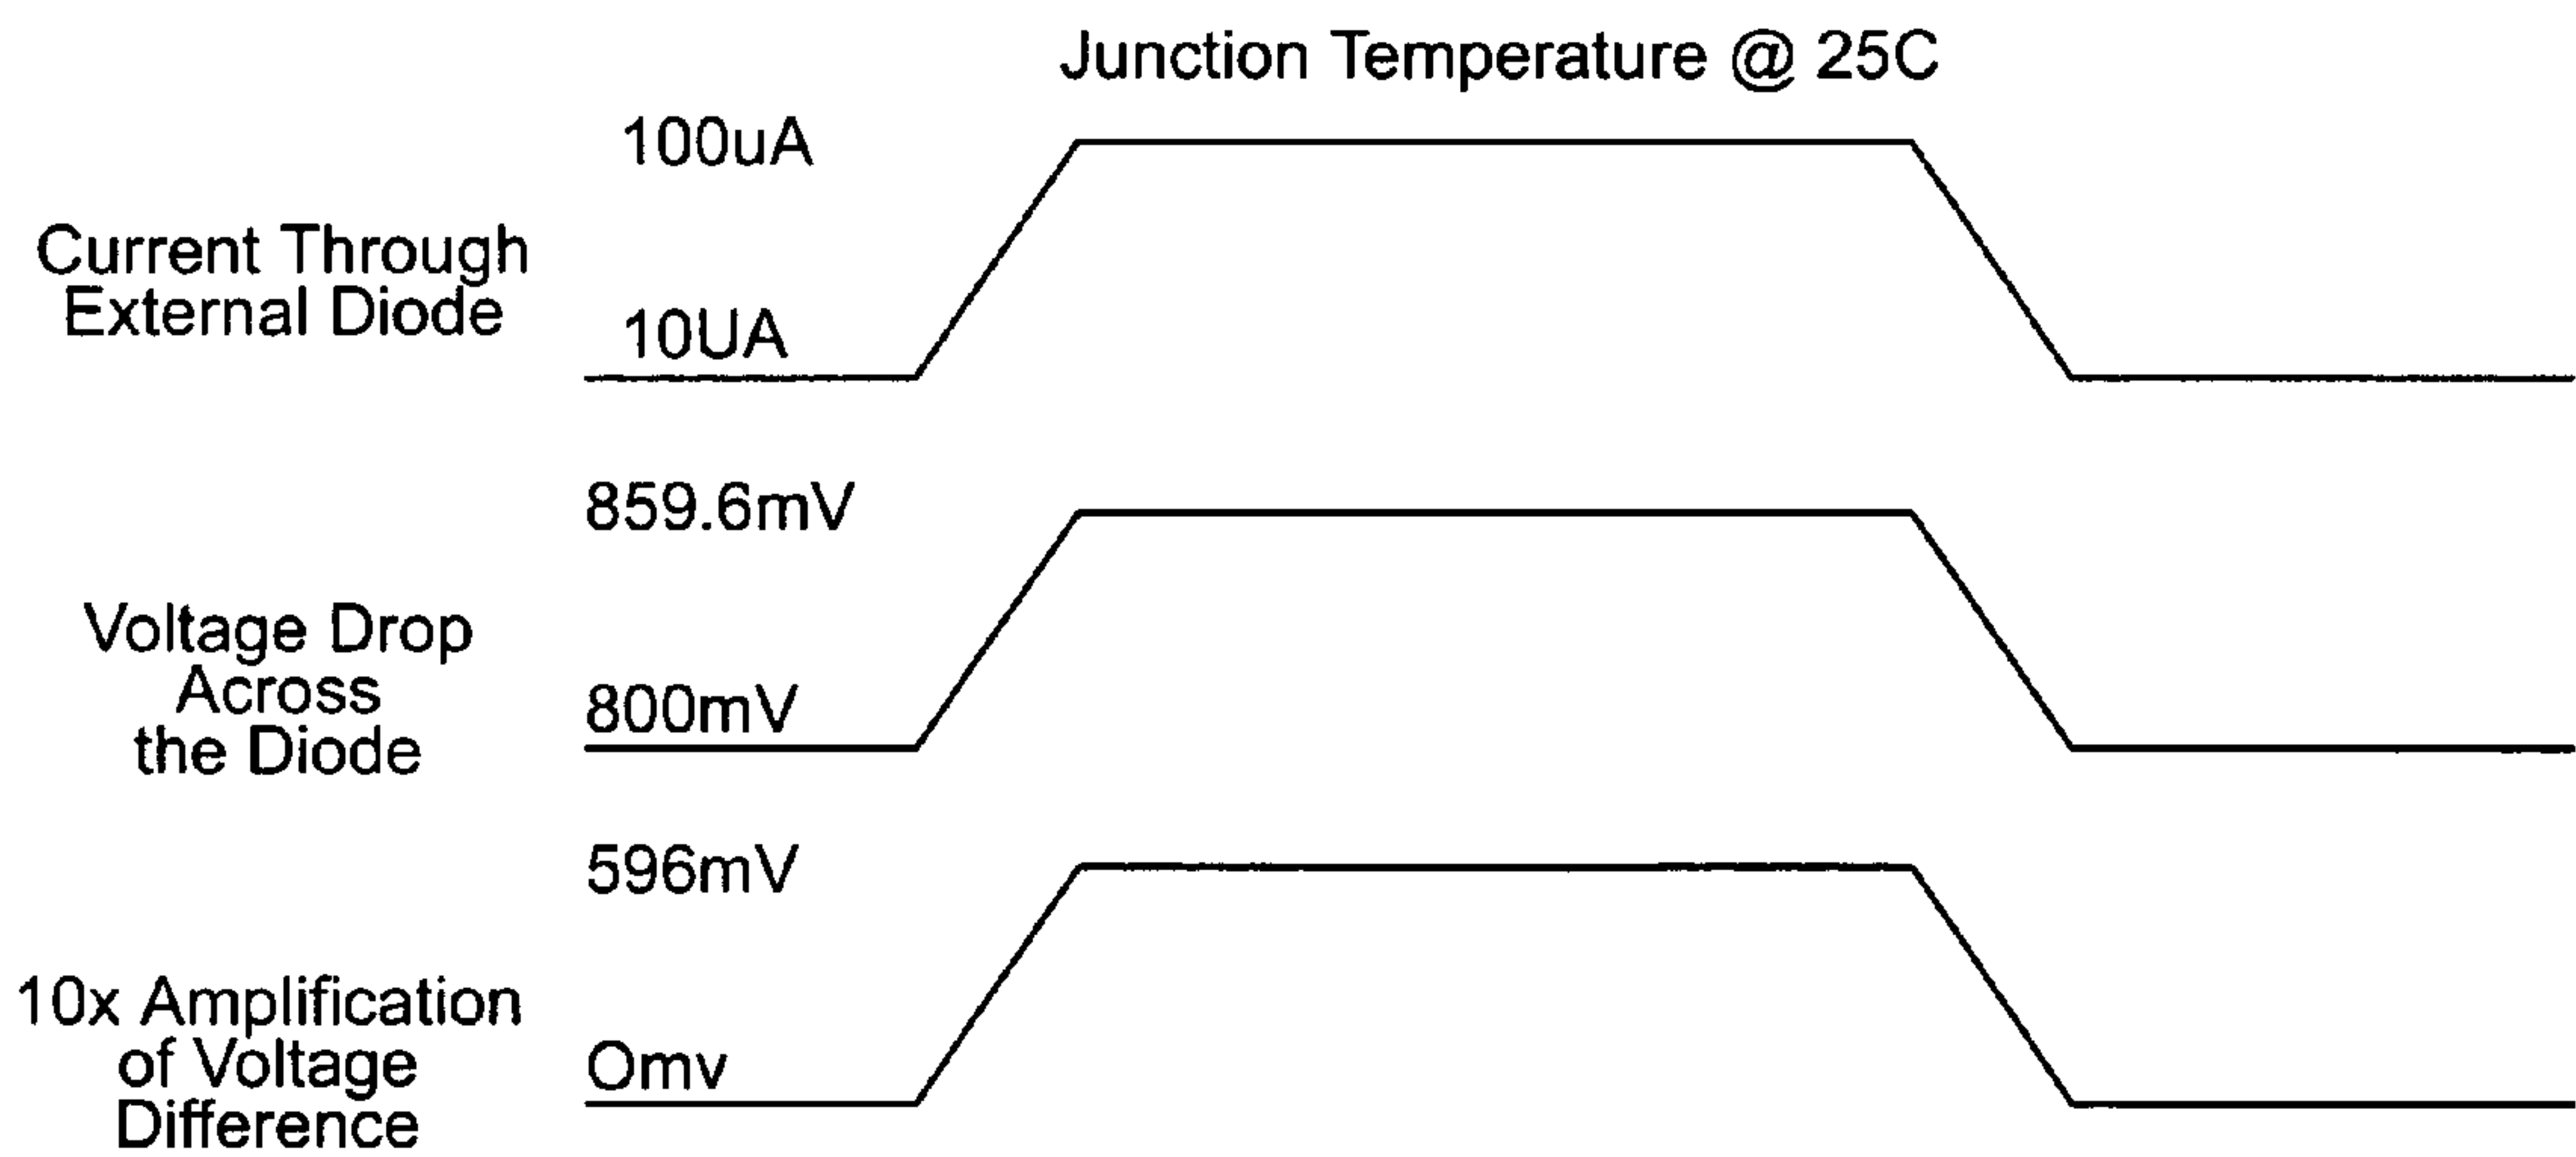 Junction Temperature @ 25C
100uA
Current Through
External Diode
10UA
859.6mV
Voltage Drop
Across
the Diode
800mV
596mV
10x Amplification
of Voltage
Difference
Omv